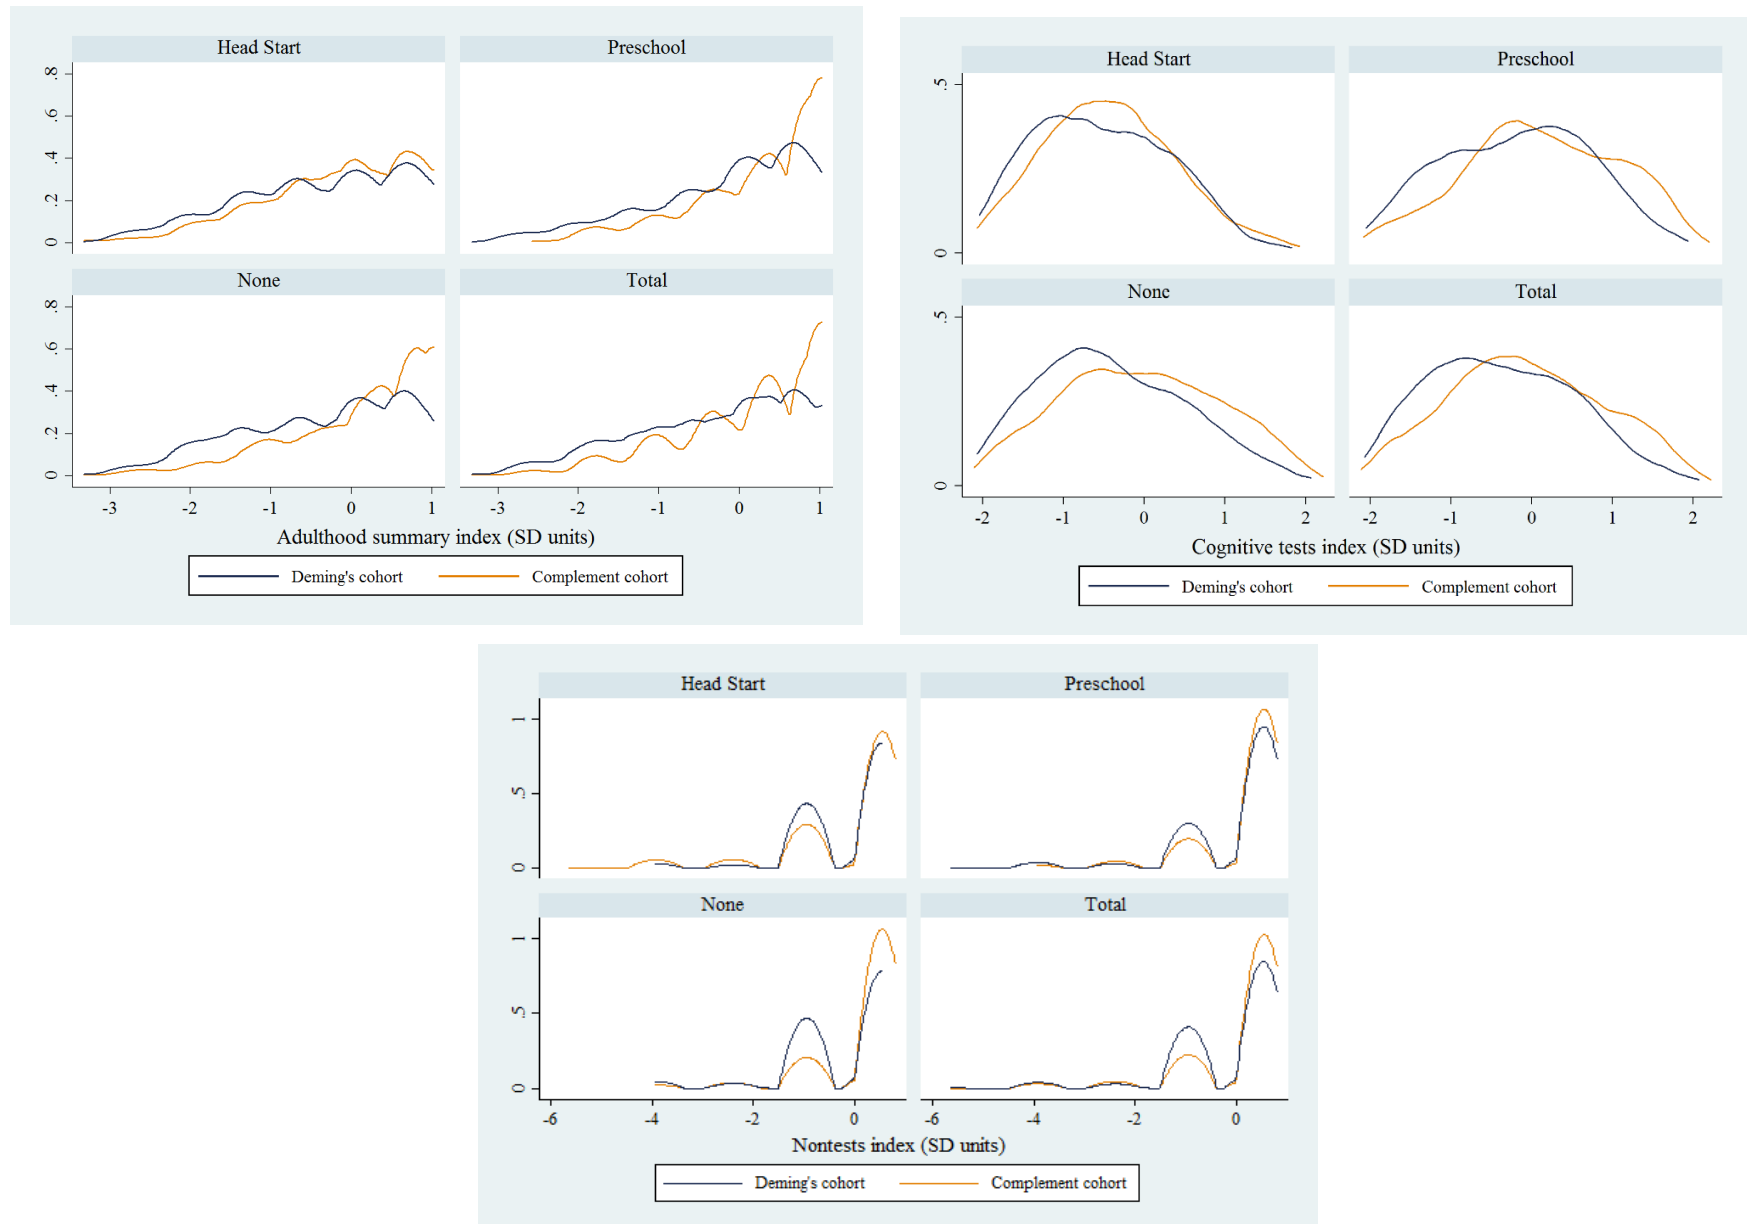 Head Start Preschool
.8
.6
.4
.2
0
None Total
.8
.6
.4
.2
0
-3 -2 -1 0 1 -3 -2 -1 0 1
Adulthood summary index (SD units)
Deming's cohort Complement cohort
Head Start Preschool
.5
0
None Total
.5
0
-2 -1 0 1 2 -2 -1 0 1 2
Cognitive tests index (SD units)
Deming's cohort Complement cohort
Head Start Preschool
1
.5
0
None Total
1
.5
0
-6 -4 -2 0 -6 -4 -2 0
Nontests index (SD units)
Deming's cohort Complement cohort